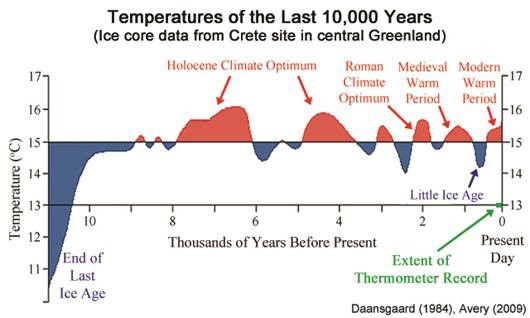 Temperatures of the Last 10,000 Years
(Ice core data from Crete site in central Greenland)
17
16
15
14
13
12
11
Temperature (°C)
17
16
15
14
13
Holocene Climate Optimum
Roman
Climate
Optimum
Medieval
Warm
Period
Modern
Warm
Period
Little Ice Age
End of
Last
Ice Age
10
8
6
4
2
0
Thousands of Years Before Present
Present
Day
Extent of
Thermometer Record
Daansgaard (1984), Avery (2009)